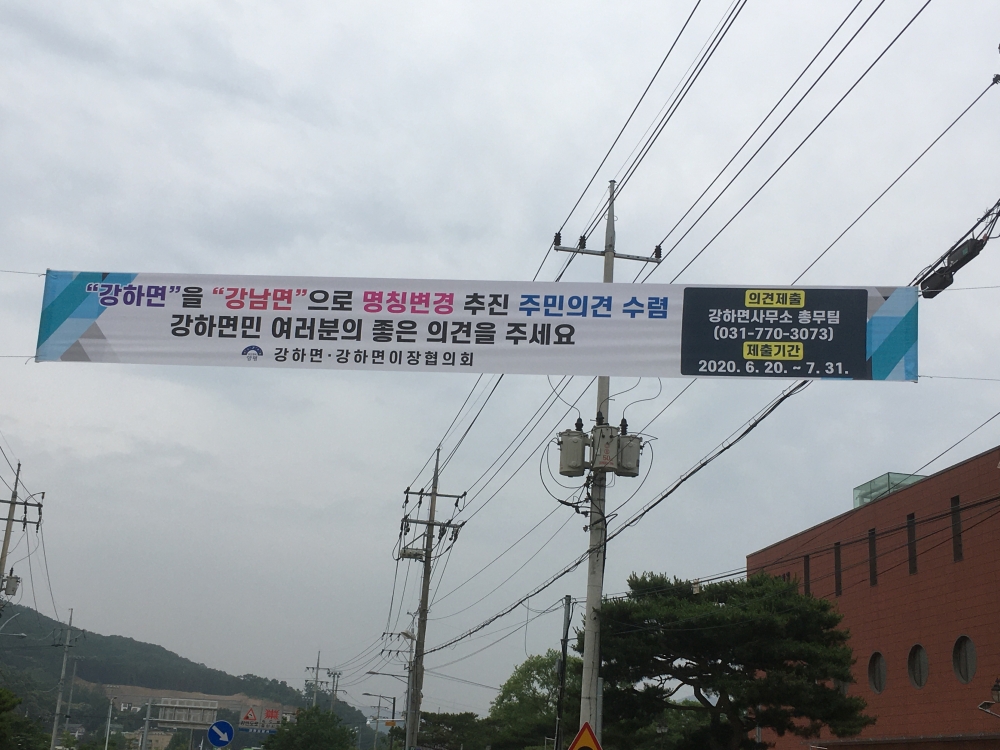 “강하면”을 “강남면”으로 명칭변경 추진 주민의견 수렴
강하면민 여러분의 좋은 의견을 주세요
양평 강하면·강하면이장협의회
의견제출
강하면사무소 총무팀
(031-770-3073)
제출기간
2020. 6. 20. ~ 7. 31.